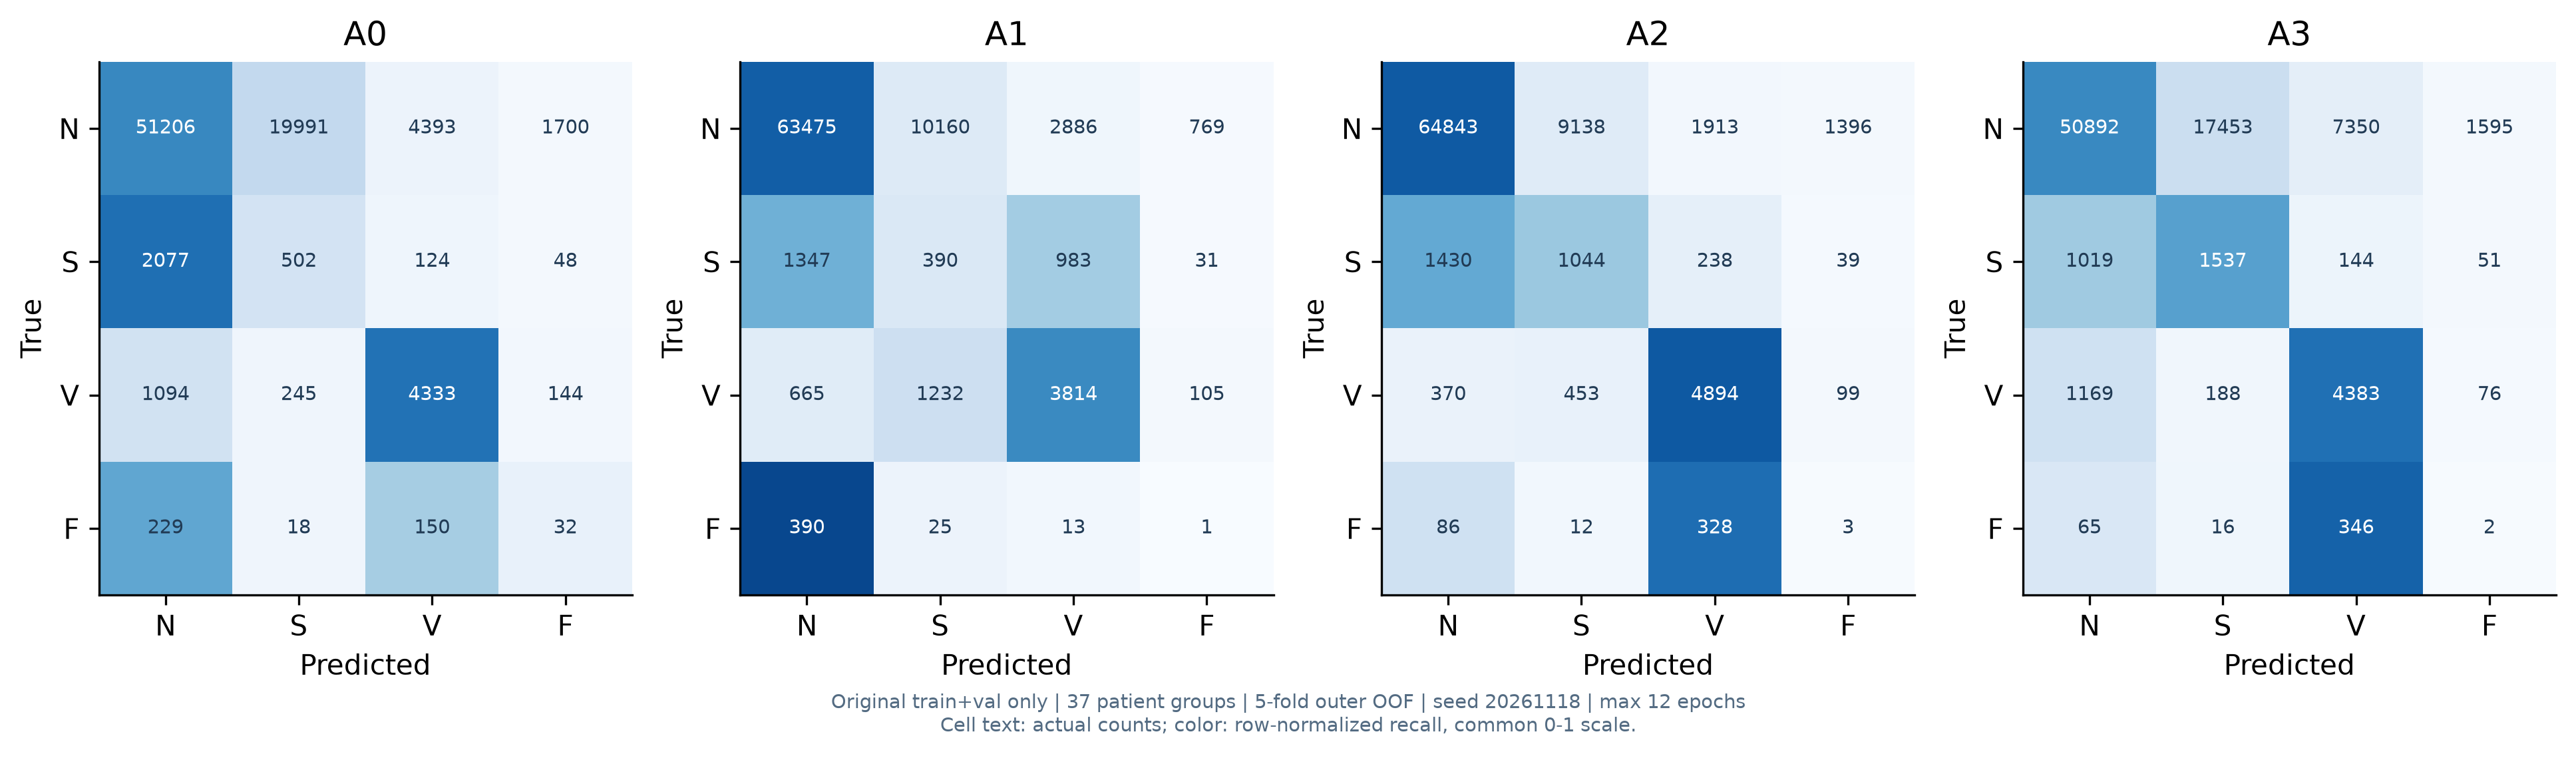 A0
A1
A2
A3
N 51206 19991 4393 1700
S 2077 502 124 48
V 1094 245 4333 144
F 229 18 150 32
N S V F
Predicted
True
N 63475 10160 2886 769
S 1347 390 983 31
V 665 1232 3814 105
F 390 25 13 1
N S V F
Predicted
True
N 64843 9138 1913 1396
S 1430 1044 238 39
V 370 453 4894 99
F 86 12 328 3
N S V F
Predicted
True
N 50892 17453 7350 1595
S 1019 1537 144 51
V 1169 188 4383 76
F 65 16 346 2
N S V F
Predicted
True
Original train+val only | 37 patient groups | 5-fold outer OOF | seed 20261118 | max 12 epochs
Cell text: actual counts; color: row-normalized recall, common 0-1 scale.